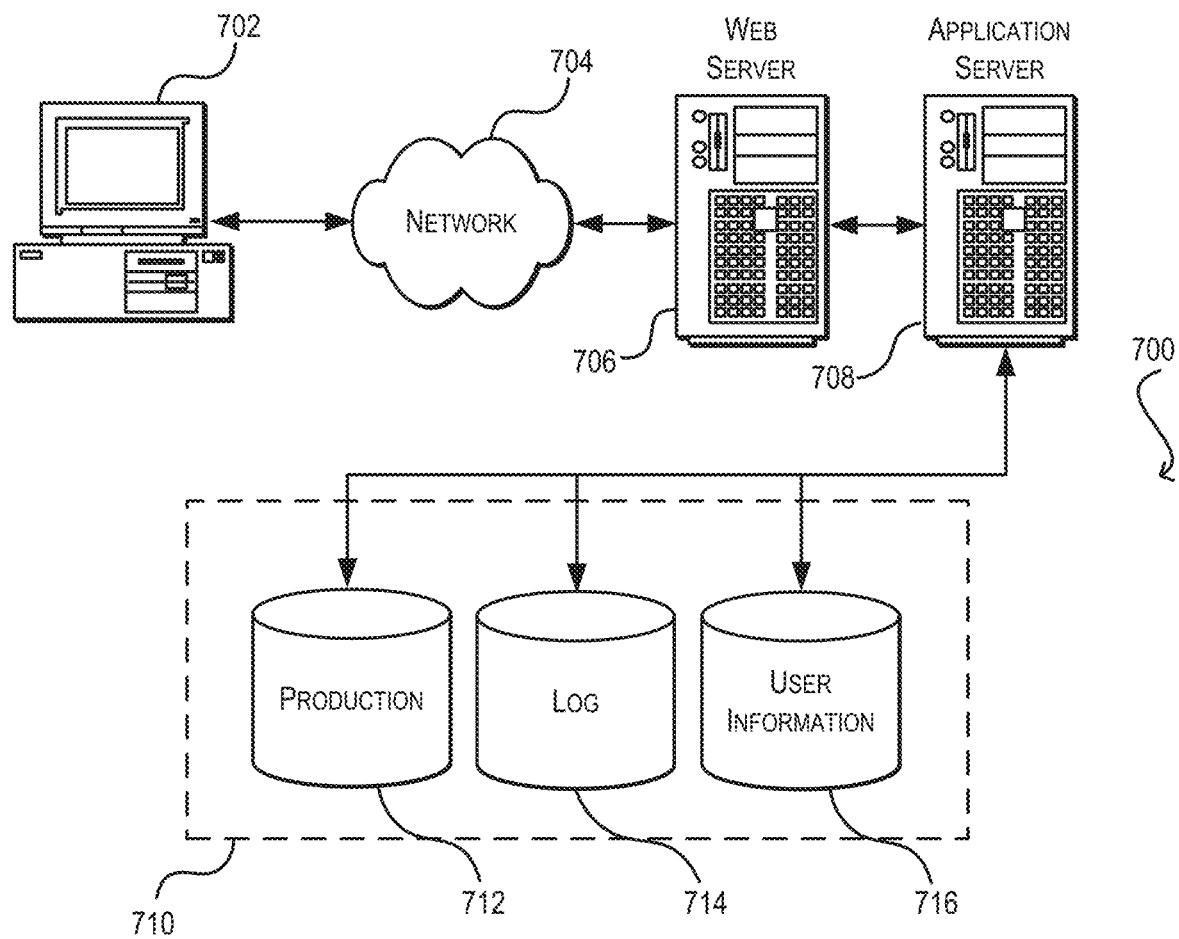 702
704
WEB
SERVER
APPLICATION
SERVER
NETWORK
706
708
700
PRODUCTION
LOG
USER
INFORMATION
710
712
714
716